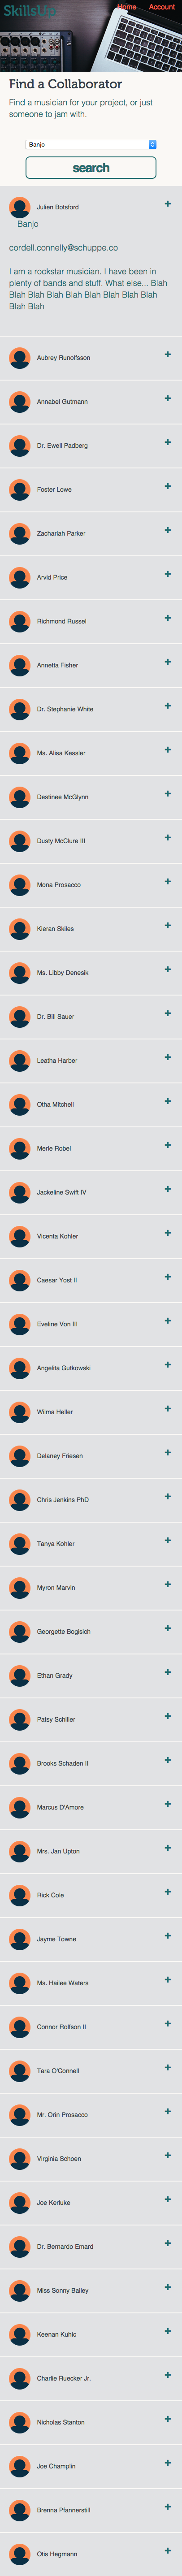 SkillsUp
Home Account
Find a Collaborator
Find a musician for your project, or just
someone to jam with.
Banjo
search
Julien Botsford +
Banjo
cordell.connelly@schuppe.co
I am a rockstar musician. I have been in
plenty of bands and stuff. What else... Blah
Blah Blah Blah Blah Blah Blah Blah Blah
Blah Blah
Aubrey Runolfsson +
Annabel Gutmann +
Dr. Ewell Padberg +
Foster Lowe +
Zachariah Parker +
Arvid Price +
Richmond Russel +
Annetta Fisher +
Dr. Stephanie White +
Ms. Alisa Kessler +
Destinee McGlynn +
Dusty McClure III +
Mona Prosacco +
Kieran Skiles +
Ms. Libby Denesik +
Dr. Bill Sauer +
Leatha Harber +
Otha Mitchell +
Merle Robel +
Jackeline Swift IV +
Vicenta Kohler +
Caesar Yost II +
Eveline Von III +
Angelita Gutkowski +
Wilma Heller +
Delaney Friesen +
Chris Jenkins PhD +
Tanya Kohler +
Myron Marvin +
Georgette Bogisich +
Ethan Grady +
Patsy Schiller +
Brooks Schaden II +
Marcus D'Amore +
Mrs. Jan Upton +
Rick Cole +
Jayme Towne +
Ms. Hailee Waters +
Connor Rolfson II +
Tara O'Connell +
Mr. Orin Prosacco +
Virginia Schoen +
Joe Kerluke +
Dr. Bernardo Emard +
Miss Sonny Bailey +
Keenan Kuhic +
Charlie Ruecker Jr. +
Nicholas Stanton +
Joe Champlin +
Brenna Pfannerstill +
Otis Hegmann +